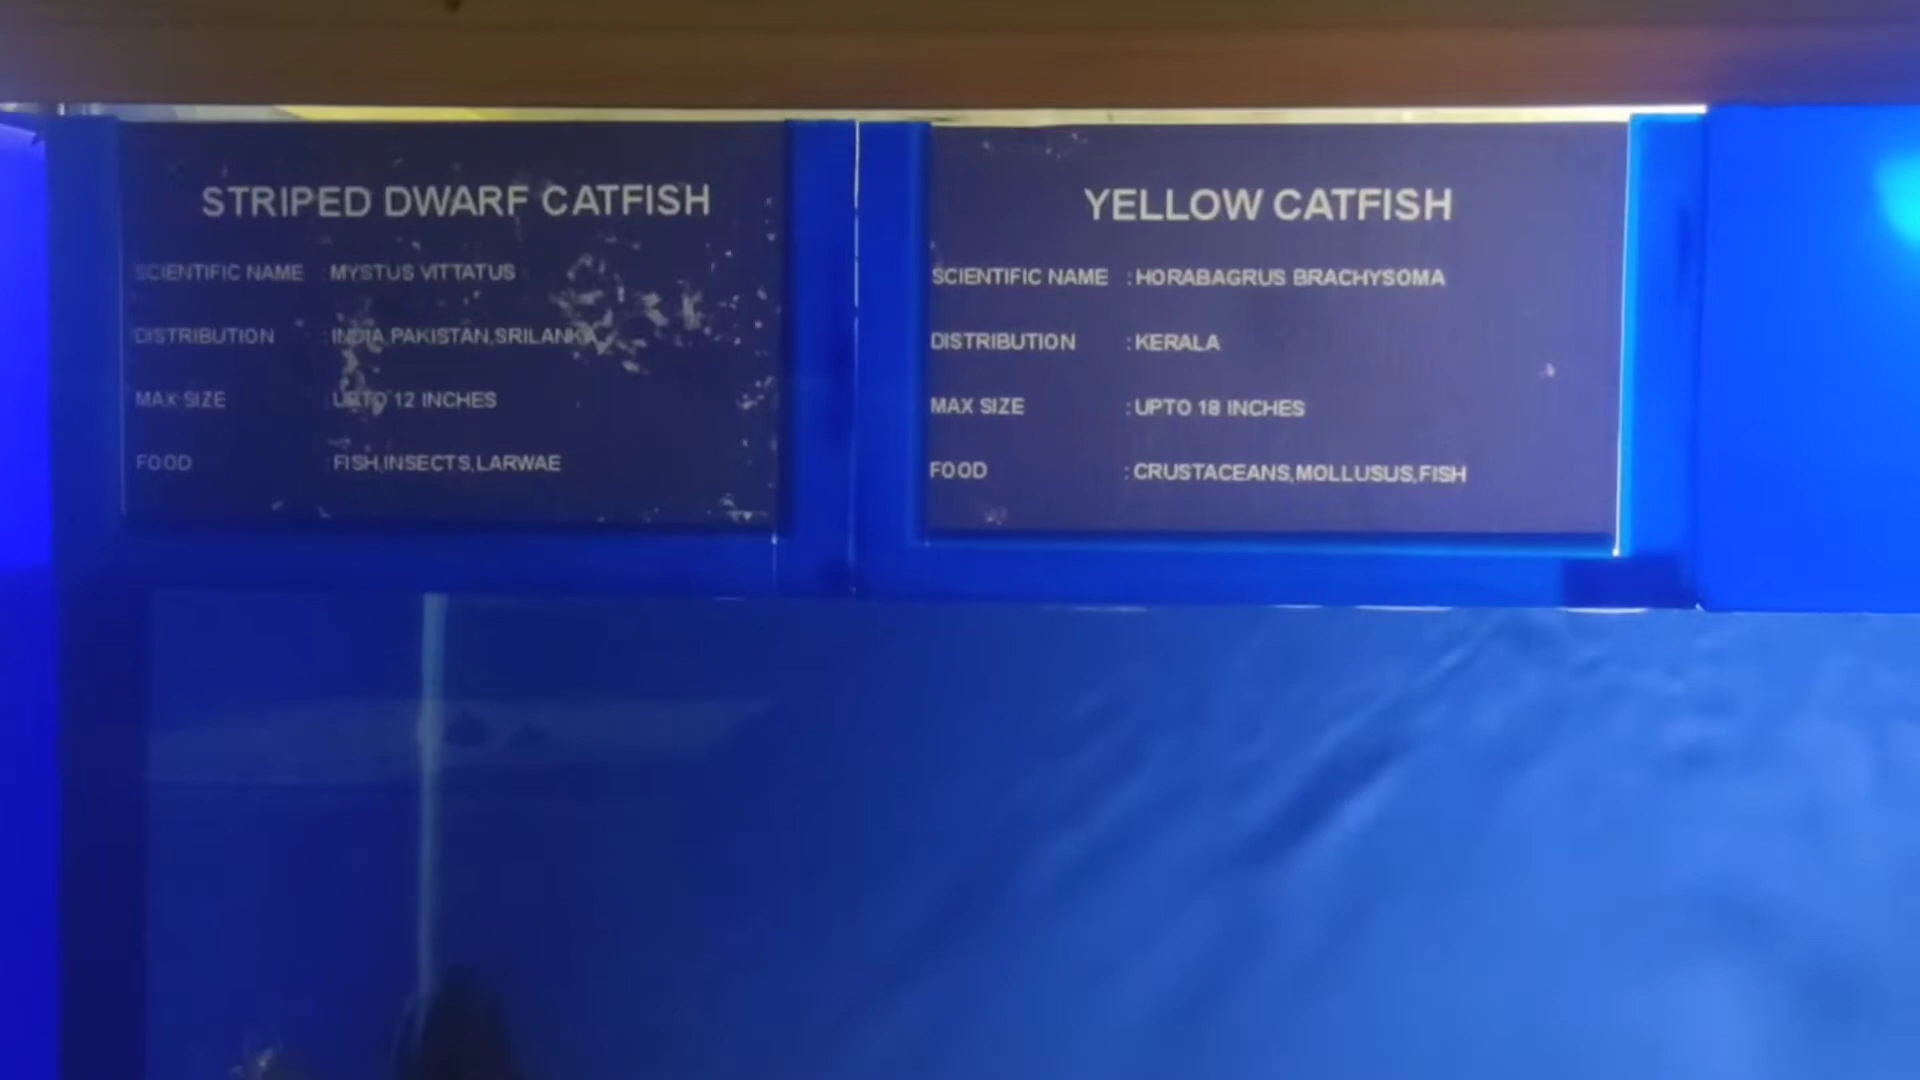 STRIPED DWARF CATFISH
SCIENTIFIC NAME : MYSTUS VITTATUS
DISTRIBUTION : INDIA,PAKISTAN,SRILANKA
MAX SIZE : UPTO 12 INCHES
FOOD : FISH,INSECTS,LARWAE
YELLOW CATFISH
SCIENTIFIC NAME : HORABAGRUS BRACHYSOMA
DISTRIBUTION : KERALA
MAX SIZE : UPTO 18 INCHES
FOOD : CRUSTACEANS,MOLLUSUS,FISH